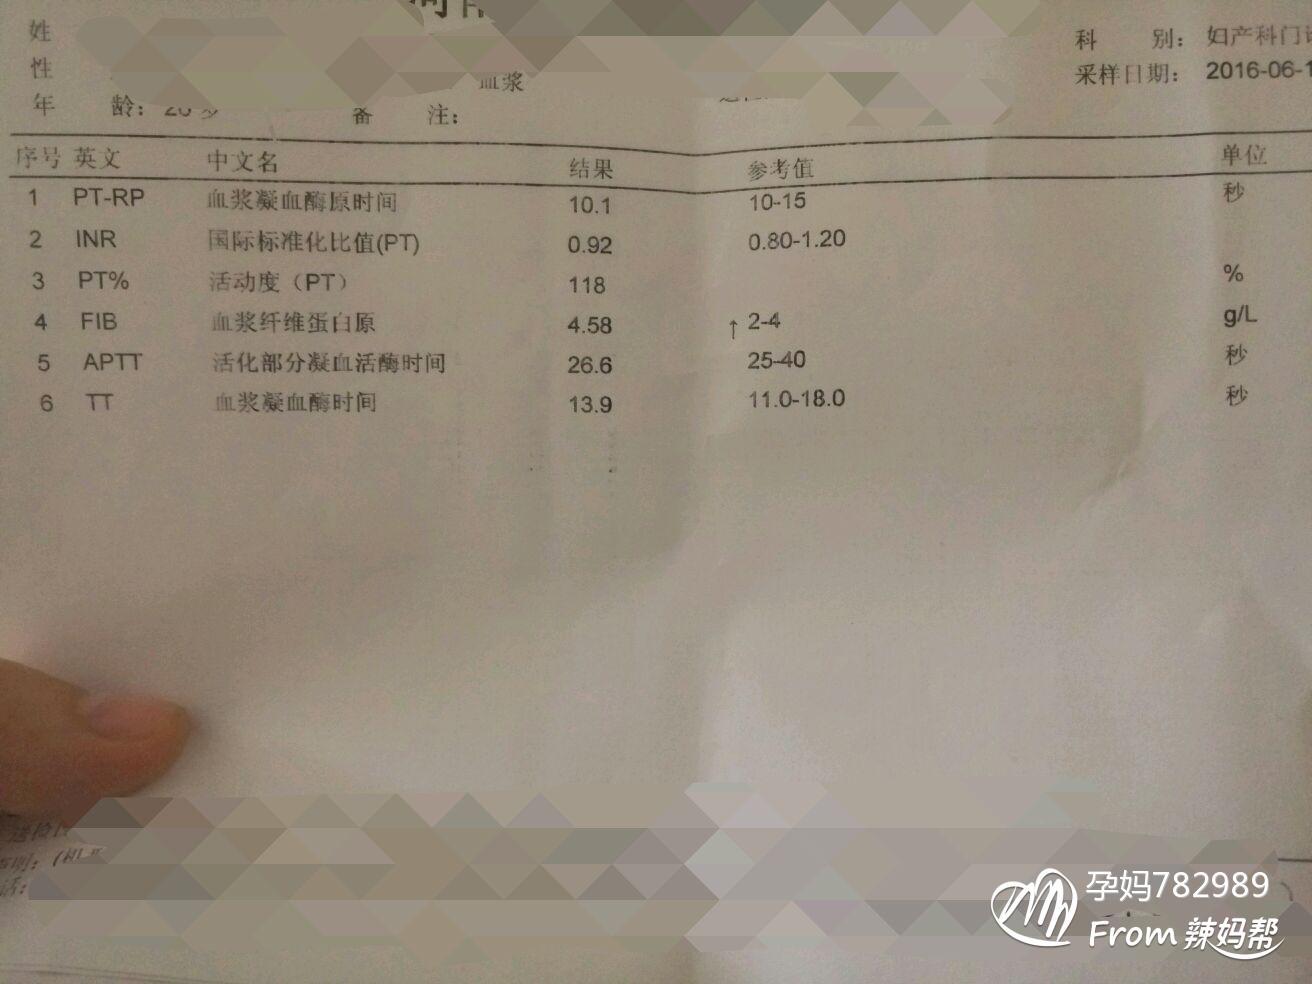 姓
科 别: 妇产科门
性 血浆 采样日期: 2016-06-1
年 龄: 备 注:
序号 英文 中文名 结果 参考值 单位
1 PT-RP 血浆凝血酶原时间 10.1 10-15 秒
2 INR 国际标准化比值(PT) 0.92 0.80-1.20
3 PT% 活动度（PT） 118 %
4 FIB 血浆纤维蛋白原 4.58 ↑ 2-4 g/L
5 APTT 活化部分凝血活酶时间 26.6 25-40 秒
6 TT 血浆凝血酶时间 13.9 11.0-18.0 秒
孕妈782989
From 辣妈帮